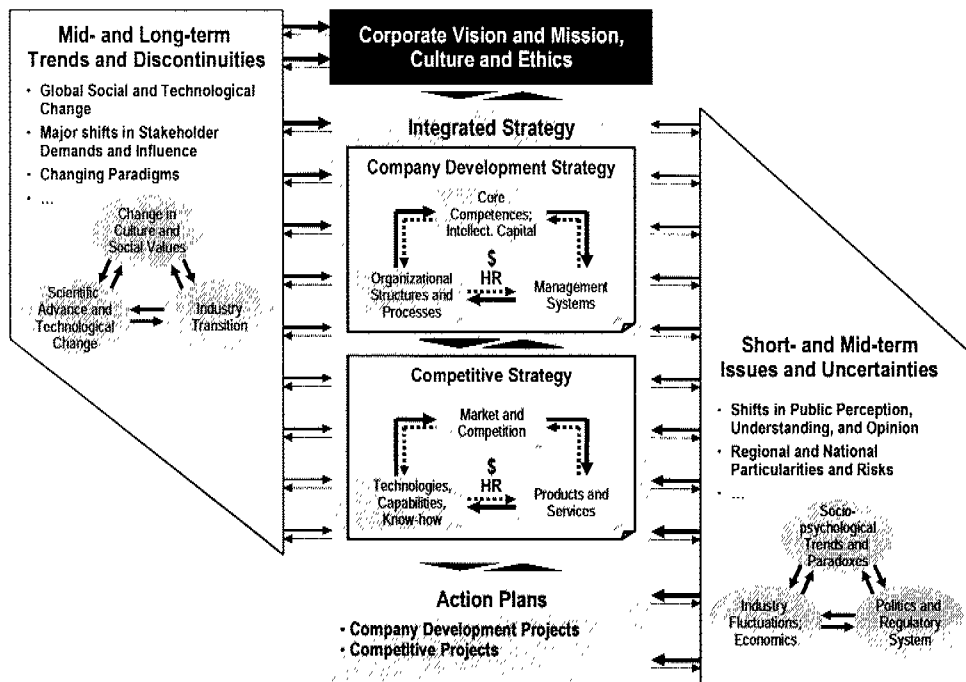 Mid- and Long-term
Trends and Discontinuities
• Global Social and Technological
Change
• Major shifts in Stakeholder
Demands and Influence
• Changing Paradigms
• ...
Change in
Culture and
Social Values
Scientific
Advance and
Technological
Change
Industry
Transition
Corporate Vision and Mission,
Culture and Ethics
Integrated Strategy
Company Development Strategy
Core
Competences;
Intellect. Capital
$
HR
Organizational
Structures and
Processes
Management
Systems
Competitive Strategy
Market and
Competition
$
HR
Technologies,
Capabilities,
Know-how
Products and
Services
Action Plans
• Company Development Projects
• Competitive Projects
Short- and Mid-term
Issues and Uncertainties
• Shifts in Public Perception,
Understanding, and Opinion
• Regional and National
Particularities and Risks
• ...
Socio-
psychological
Trends and
Paradoxes
Industry
Fluctuations;
Economics
Politics and
Regulatory
System